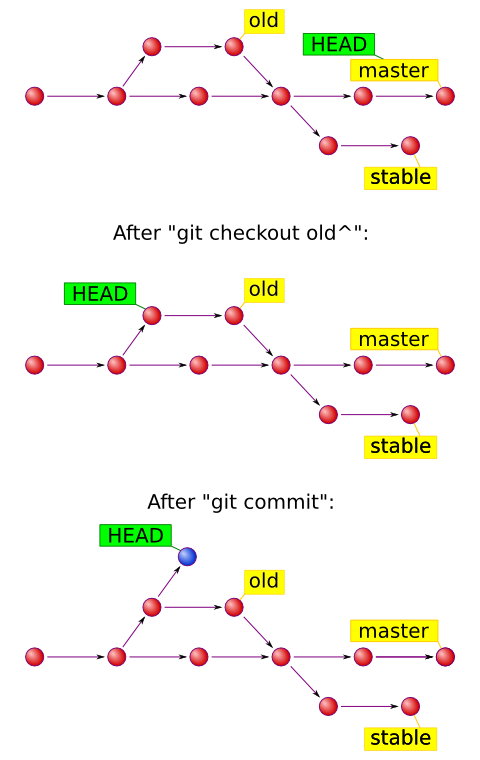 old
HEAD
master
stable
After "git checkout old^":
HEAD
old
master
stable
After "git commit":
HEAD
old
master
stable